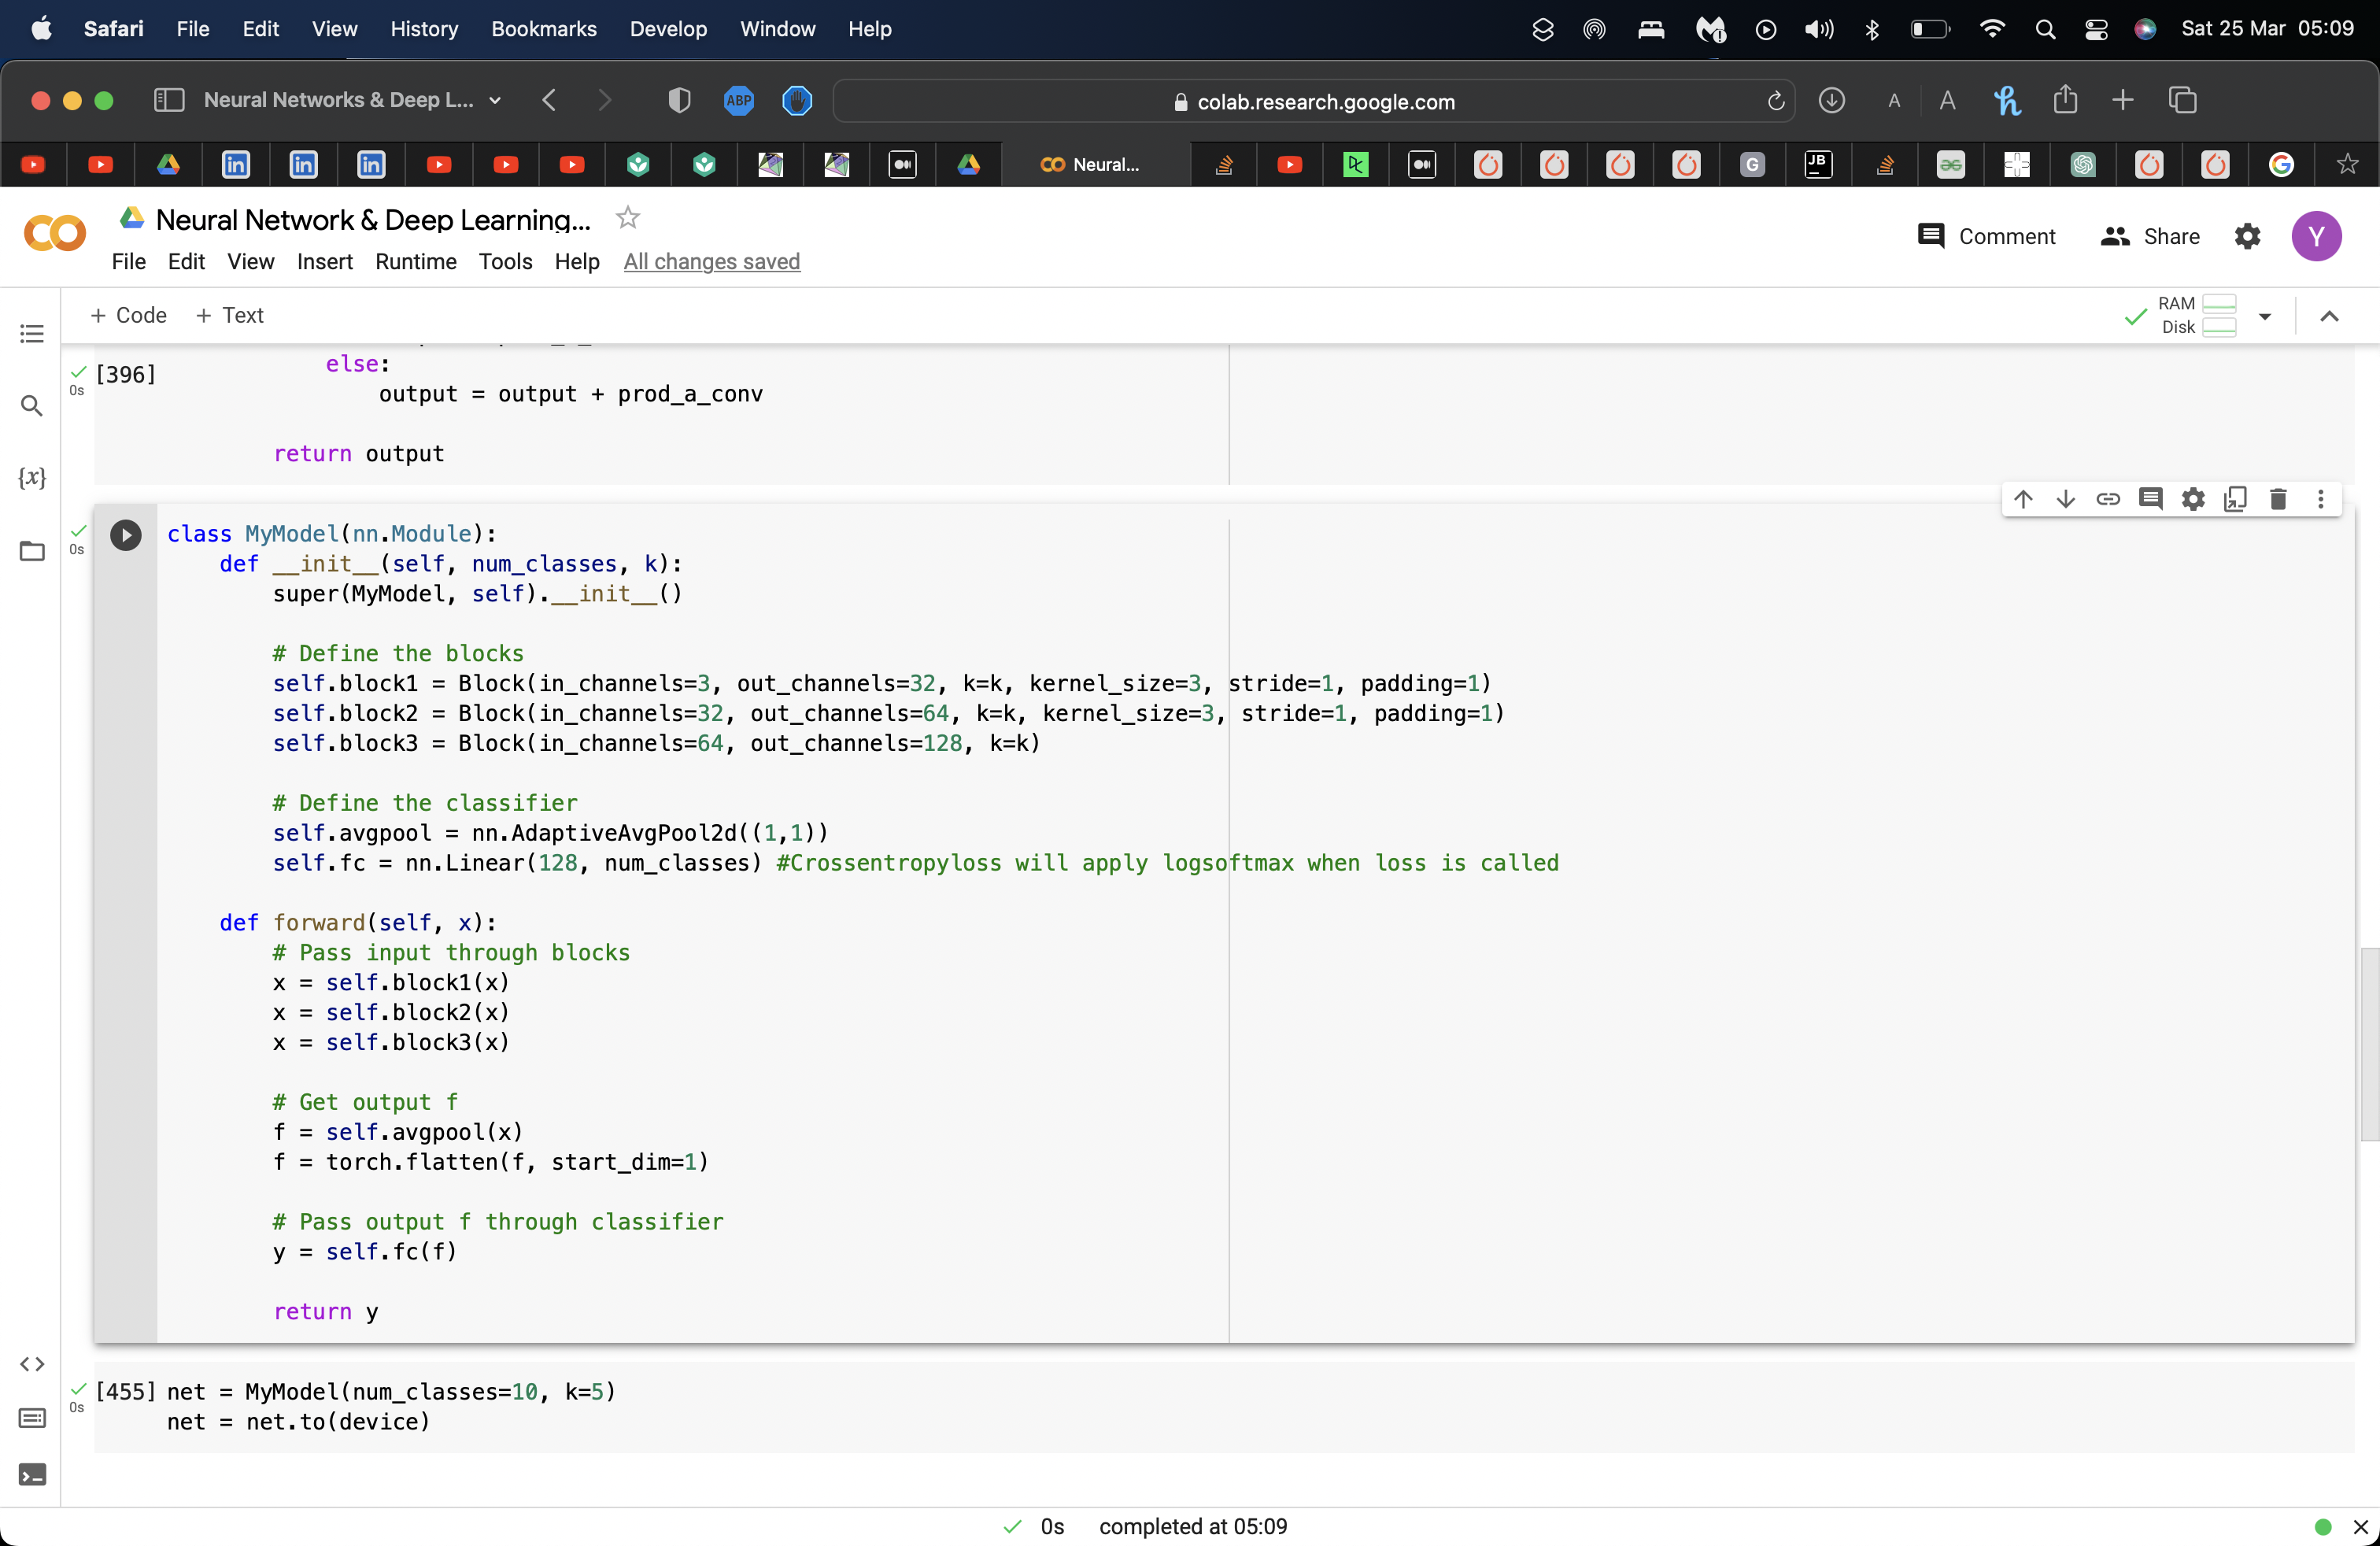 Safari File Edit View History Bookmarks Develop Window Help Sat 25 Mar 05:09
Neural Networks & Deep L... ABP colab.research.google.com A A
Neural... G JB
Neural Network & Deep Learning...
Comment Share Y
File Edit View Insert Runtime Tools Help All changes saved
+ Code + Text RAM
Disk
[396] else:
0s
output = output + prod_a_conv
return output
{x}
0s
class MyModel(nn.Module):
def __init__(self, num_classes, k):
super(MyModel, self).__init__()
# Define the blocks
self.block1 = Block(in_channels=3, out_channels=32, k=k, kernel_size=3, stride=1, padding=1)
self.block2 = Block(in_channels=32, out_channels=64, k=k, kernel_size=3, stride=1, padding=1)
self.block3 = Block(in_channels=64, out_channels=128, k=k)
# Define the classifier
self.avgpool = nn.AdaptiveAvgPool2d((1,1))
self.fc = nn.Linear(128, num_classes) #Crossentropyloss will apply logsoftmax when loss is called
def forward(self, x):
# Pass input through blocks
x = self.block1(x)
x = self.block2(x)
x = self.block3(x)
# Get output f
f = self.avgpool(x)
f = torch.flatten(f, start_dim=1)
# Pass output f through classifier
y = self.fc(f)
return y
[455] net = MyModel(num_classes=10, k=5)
0s
net = net.to(device)
0s completed at 05:09